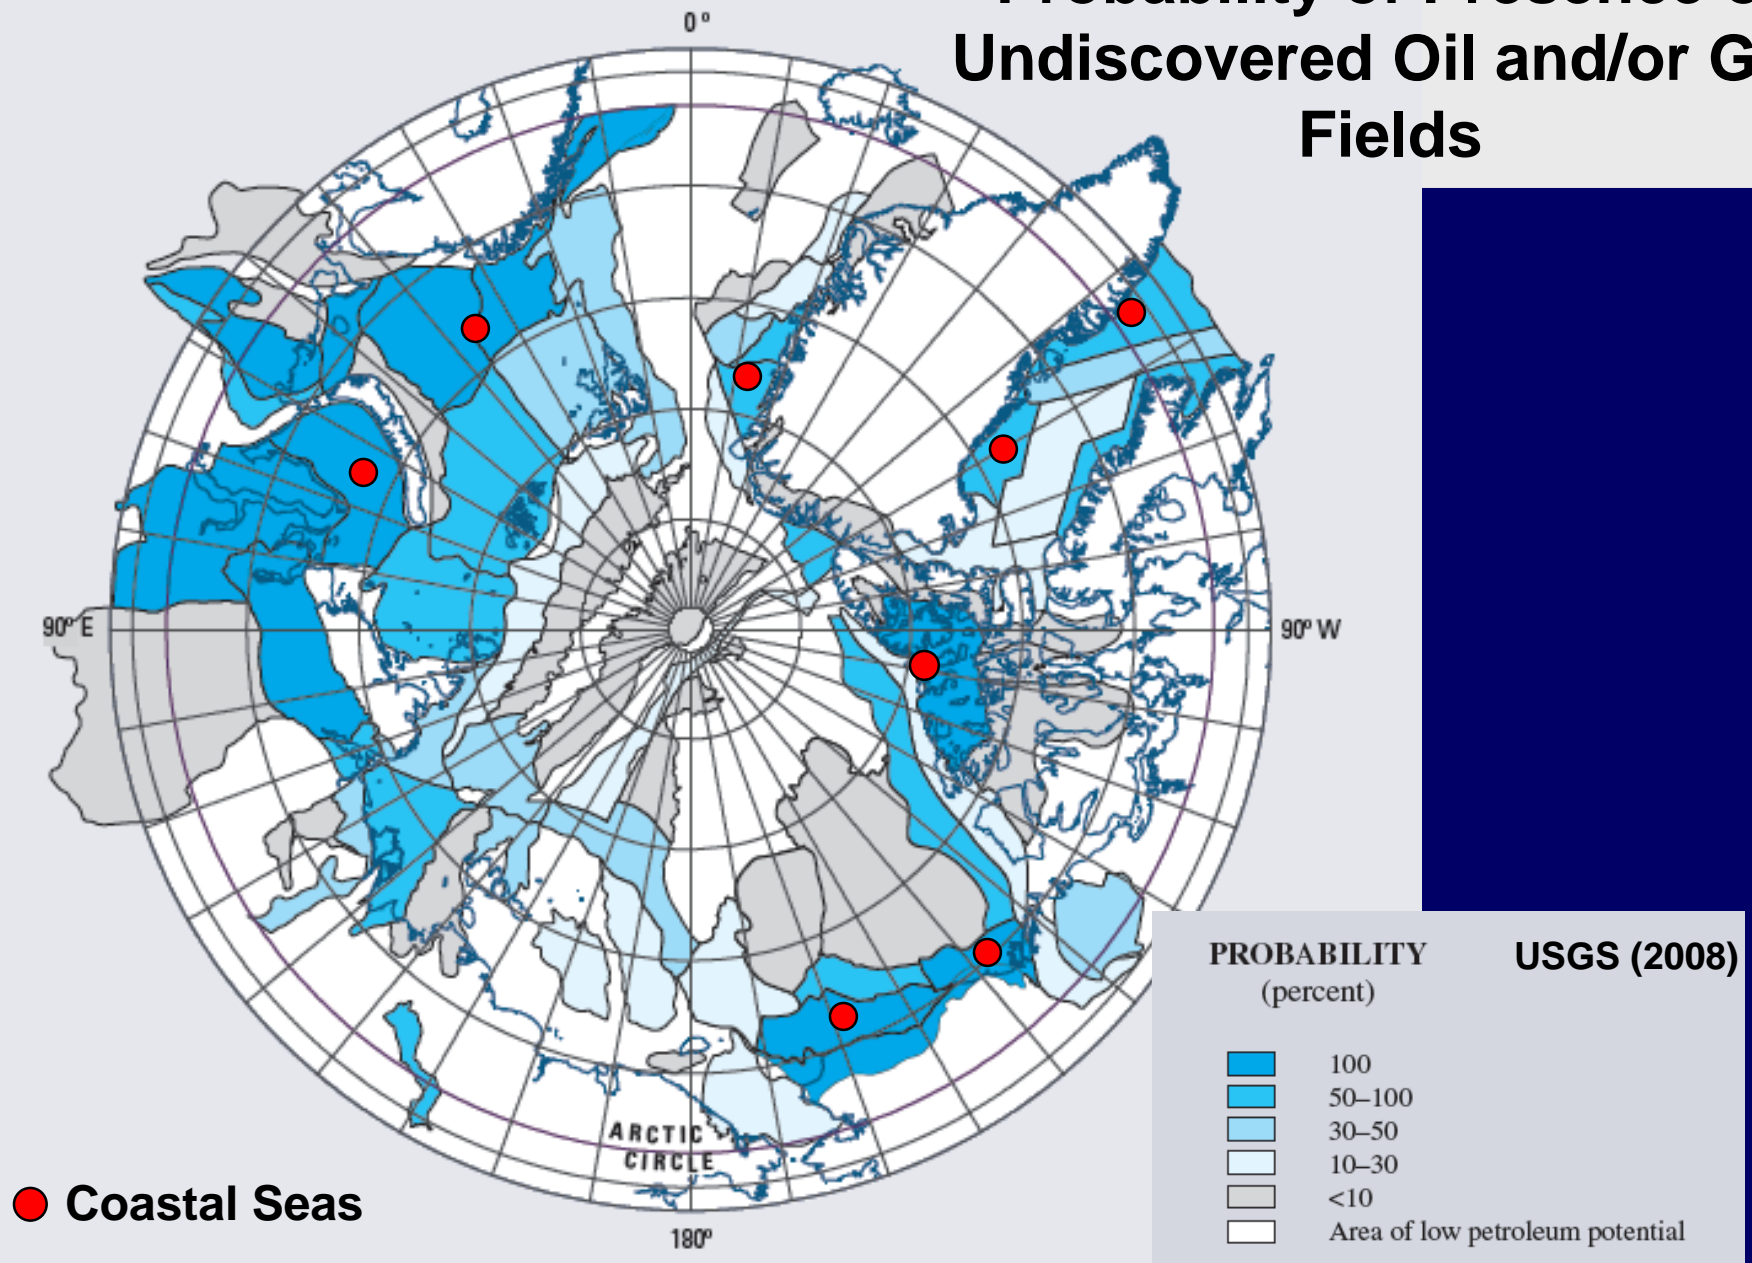 Undiscovered Oil and/or G
Fields
0°
90° E
90° W
180°
ARCTIC
CIRCLE
Coastal Seas
PROBABILITY
(percent)
USGS (2008)
100
50–100
30–50
10–30
<10
Area of low petroleum potential